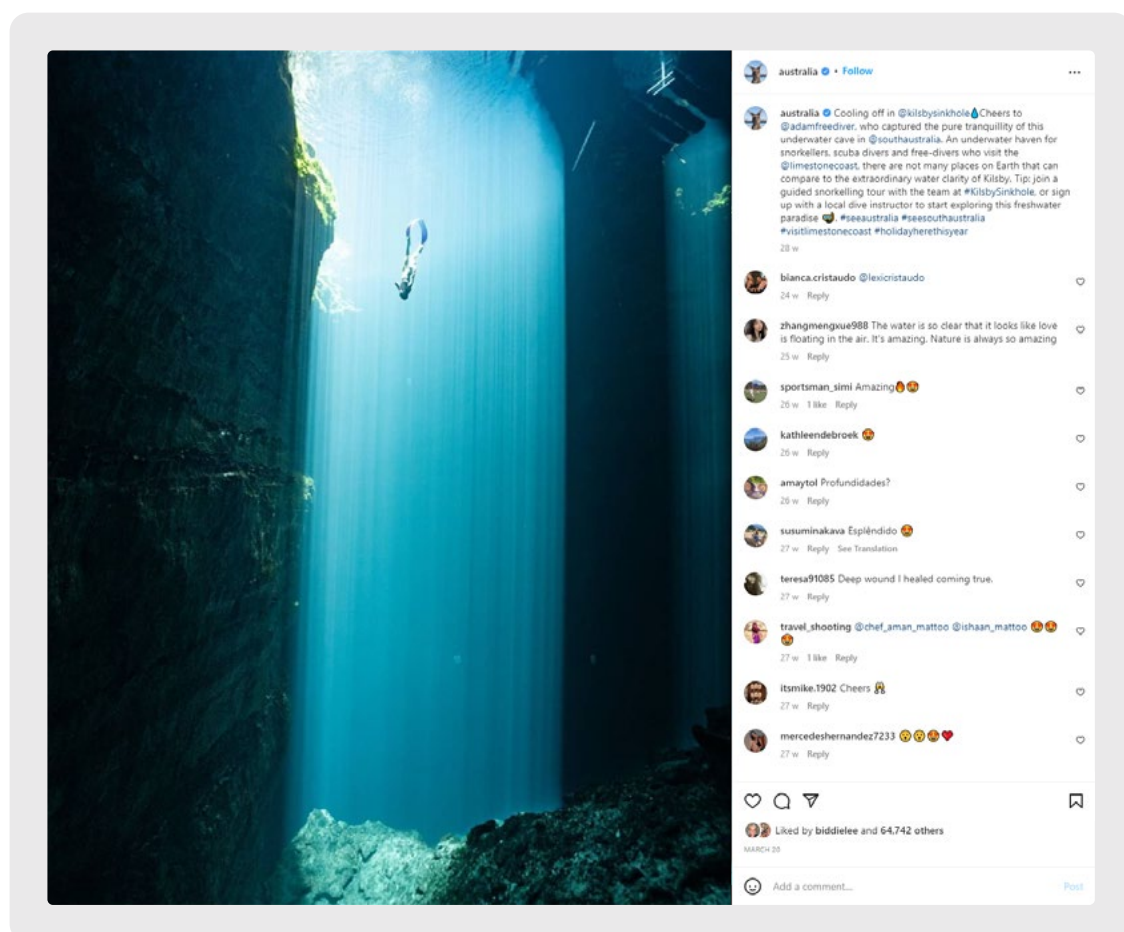 australia • Follow
australia Cooling off in @kilsbysinkhole💧Cheers to
@adamfreediver, who captured the pure tranquillity of this
underwater cave in @southaustralia. An underwater haven for
snorkellers, scuba divers and free-divers who visit the
@limestonecoast, there are not many places on Earth that can
compare to the extraordinary water clarity of Kilsby. Tip: join a
guided snorkelling tour with the team at #KilsbySinkhole, or sign
up with a local dive instructor to start exploring this freshwater
paradise 🤿. #seeaustralia #seesouthaustralia
#visitlimestonecoast #holidayherethisyear
28 w
bianca.cristaudo @lexicristaudo
24 w Reply
zhangmengxue988 The water is so clear that it looks like love
is floating in the air. It's amazing. Nature is always so amazing
25 w Reply
sportsman_simi Amazing🔥😍
26 w 1 like Reply
kathleendebroek 😍
26 w Reply
amaytol Profundidades?
26 w Reply
susuminakava Esplêndido 😍
27 w Reply See Translation
teresa91085 Deep wound I healed coming true.
27 w Reply
travel_shooting @chef_aman_mattoo @ishaan_mattoo 😍😍
😍
27 w 1 like Reply
itsmike.1902 Cheers 🙌
27 w Reply
mercedeshernandez7233 😮😮😍❤️
27 w Reply
Liked by biddielee and 64,742 others
MARCH 20
Add a comment...
Post